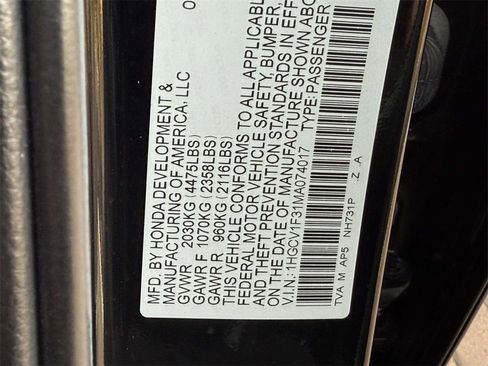 0
MFD. BY HONDA DEVELOPMENT &
MANUFACTURING OF AMERICA, LLC
GVWR 2030KG (4475LBS)
GAWR F 1070KG (2358LBS)
GAWR R 960KG (2116LBS)
THIS VEHICLE CONFORMS TO ALL APPLICABL
FEDERAL MOTOR VEHICLE SAFETY, BUMPER,
AND THEFT PREVENTION STANDARDS IN EFF
ON THE DATE OF MANUFACTURE SHOWN ABO
V.I.N.:1HGCV1F31MA074017 TYPE:PASSENGER
TVA M AP5 NH731P Z A